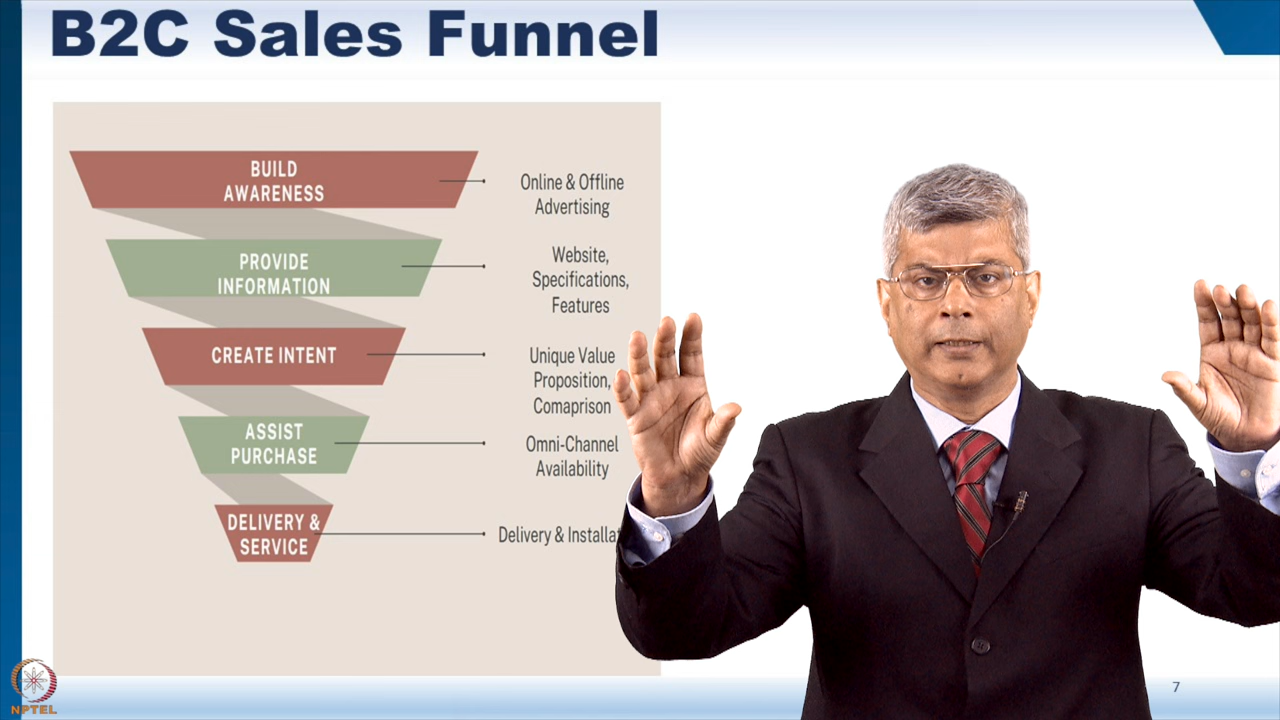 B2C Sales Funnel
BUILD
AWARENESS
Online & Offline
Advertising
PROVIDE
INFORMATION
Website,
Specifications,
Features
CREATE INTENT
Unique Value
Proposition,
Comaprison
ASSIST
PURCHASE
Omni-Channel
Availability
DELIVERY &
SERVICE
Delivery &
NPTEL
7